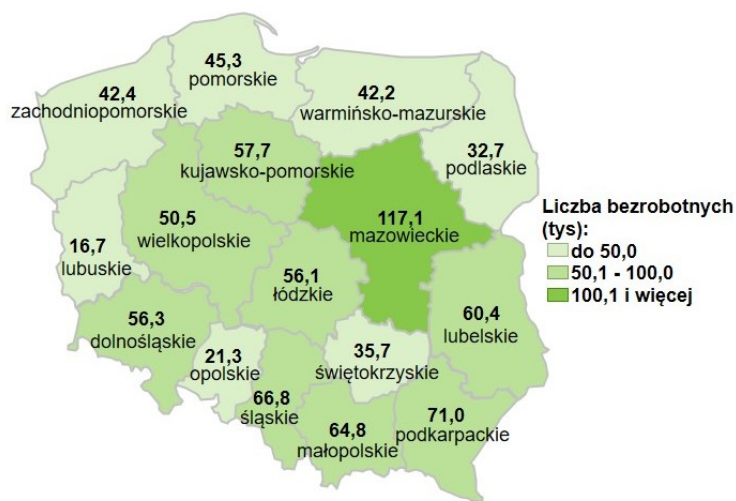 45,3
pomorskie
42,4
zachodniopomorskie
42,2
warmińsko-mazurskie
32,7
podlaskie
57,7
kujawsko-pomorskie
50,5
wielkopolskie
117,1
mazowieckie
16,7
lubuskie
56,1
łódzkie
56,3
dolnośląskie
60,4
lubelskie
21,3
opolskie
35,7
świętokrzyskie
66,8
śląskie
64,8
małopolskie
71,0
podkarpackie
Liczba bezrobotnych
(tys):
do 50,0
50,1 - 100,0
100,1 i więcej